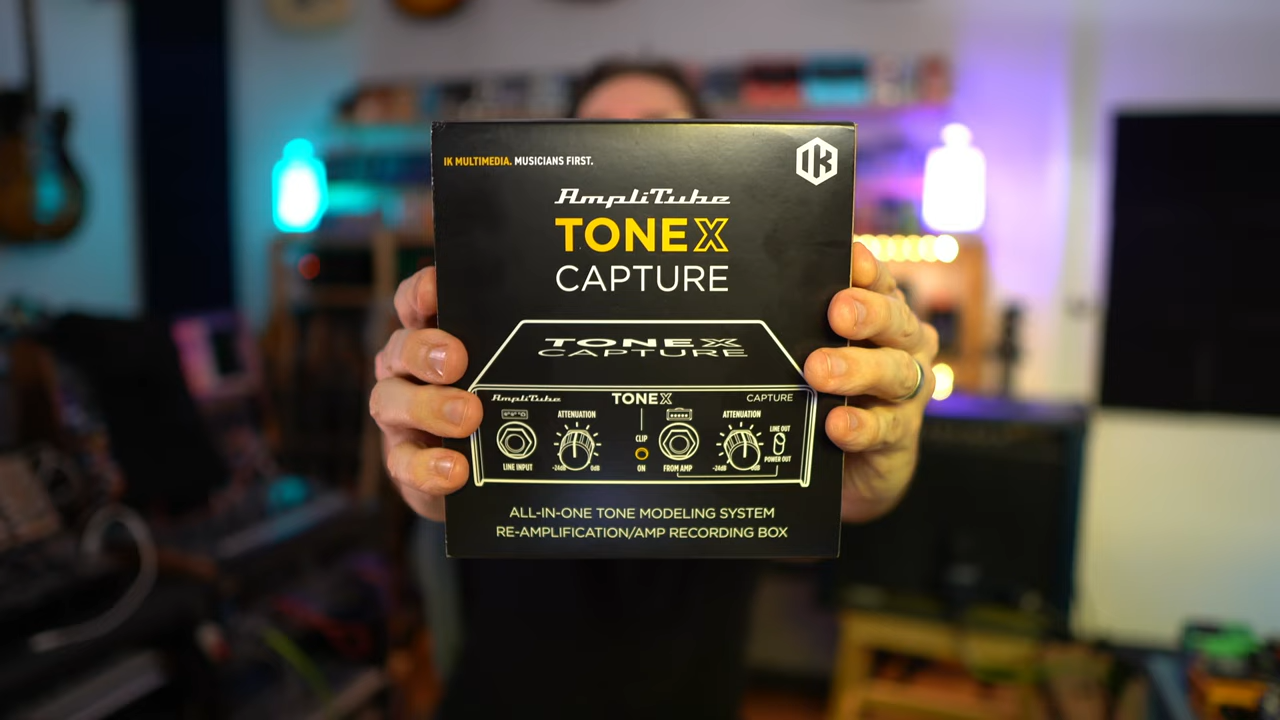 IK MULTIMEDIA. MUSICIANS FIRST.
IK
AmpliTube
TONEX
CAPTURE
TONEX
CAPTURE
AmpliTube TONEX CAPTURE
ATTENUATION ATTENUATION
LINE OUT
CLIP
POWER OUT
LINE INPUT -24dB 0dB ON FROM AMP -24dB 0dB
ALL-IN-ONE TONE MODELING SYSTEM
RE-AMPLIFICATION/AMP RECORDING BOX